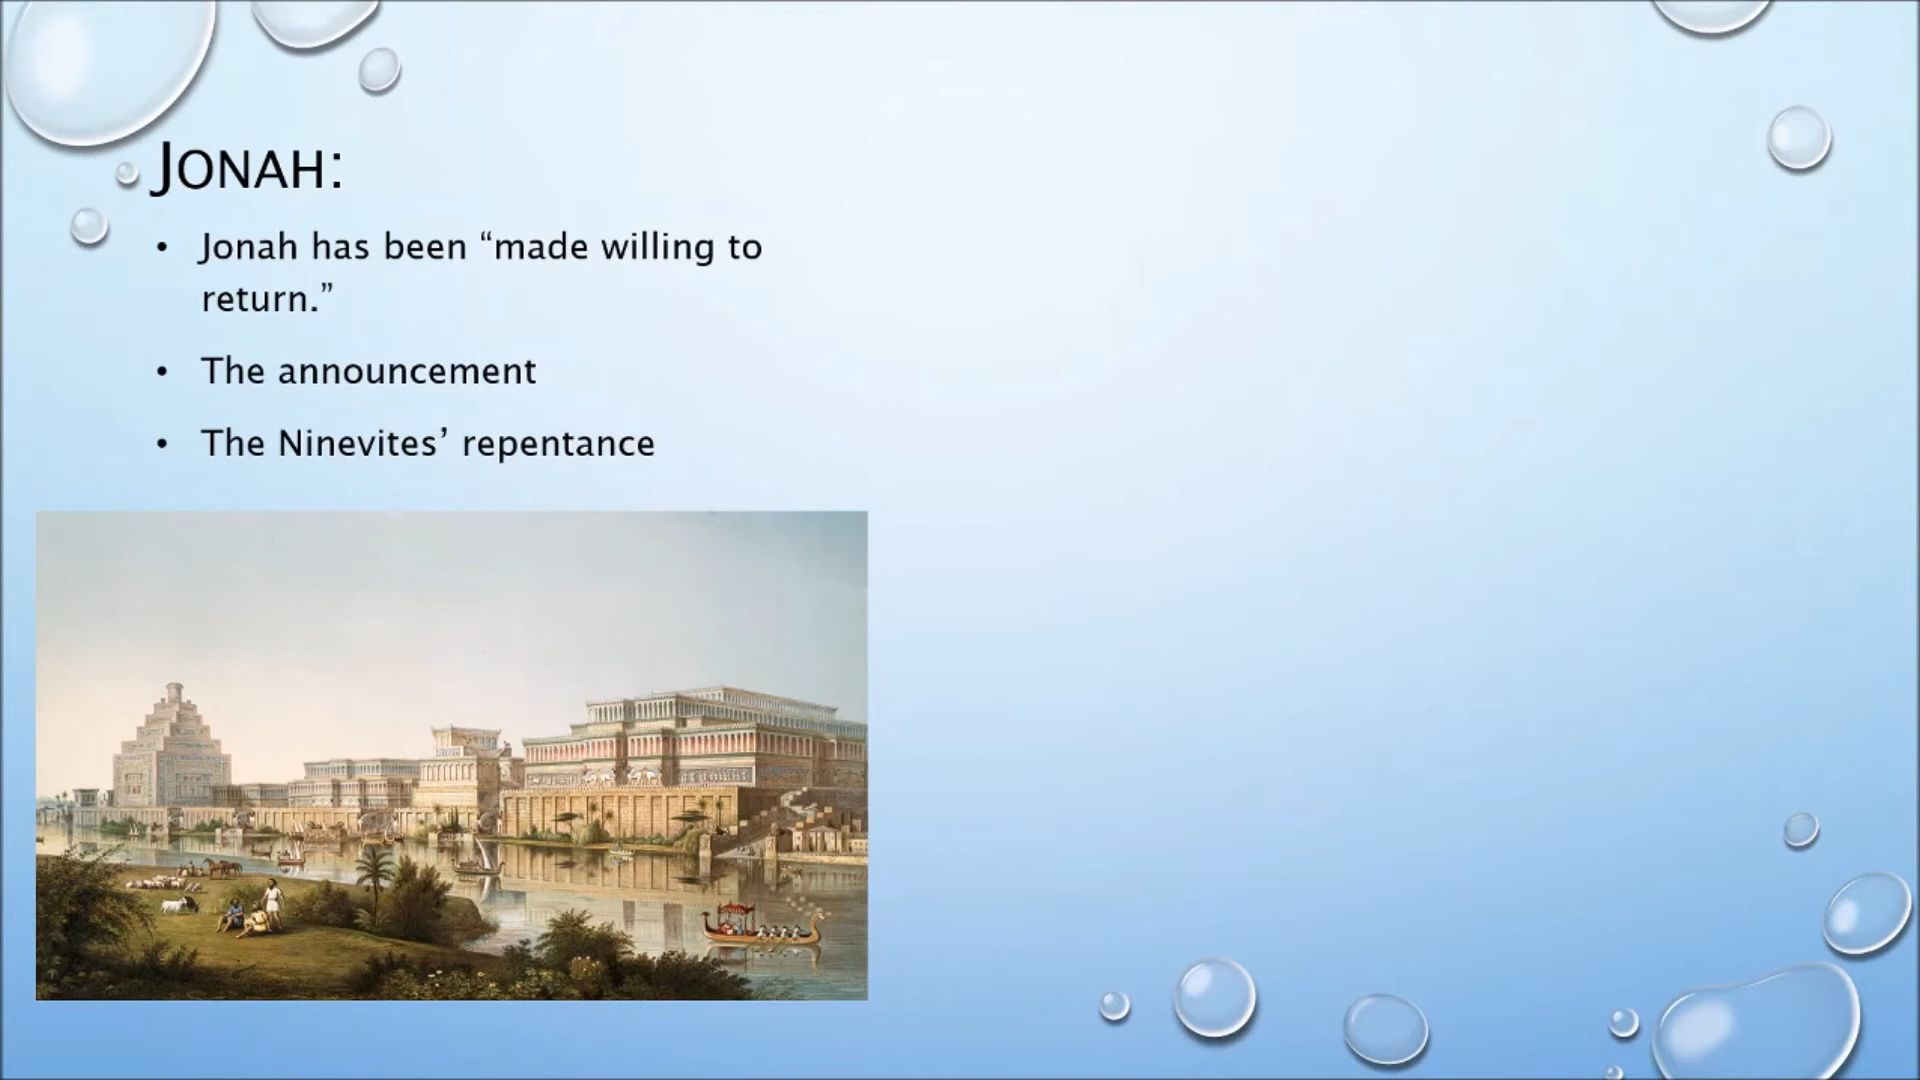 JONAH:
• Jonah has been “made willing to
return.”
• The announcement
• The Ninevites’ repentance